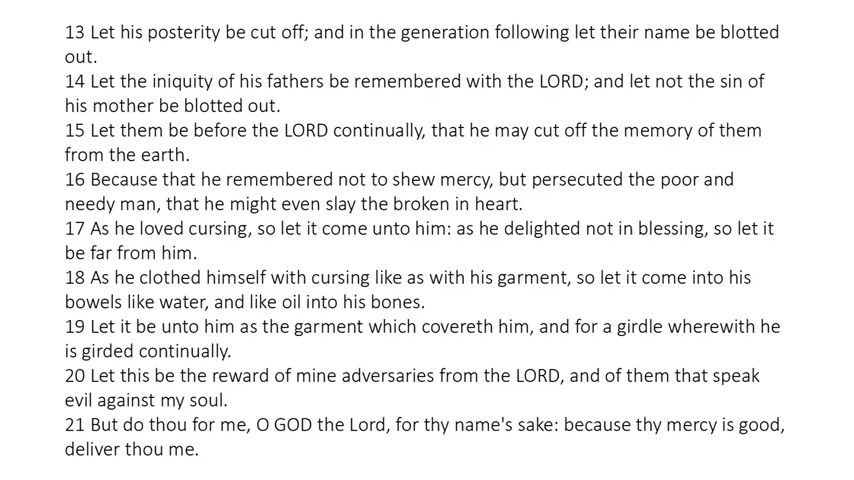 13 Let his posterity be cut off; and in the generation following let their name be blotted
out.
14 Let the iniquity of his fathers be remembered with the LORD; and let not the sin of
his mother be blotted out.
15 Let them be before the LORD continually, that he may cut off the memory of them
from the earth.
16 Because that he remembered not to shew mercy, but persecuted the poor and
needy man, that he might even slay the broken in heart.
17 As he loved cursing, so let it come unto him: as he delighted not in blessing, so let it
be far from him.
18 As he clothed himself with cursing like as with his garment, so let it come into his
bowels like water, and like oil into his bones.
19 Let it be unto him as the garment which covereth him, and for a girdle wherewith he
is girded continually.
20 Let this be the reward of mine adversaries from the LORD, and of them that speak
evil against my soul.
21 But do thou for me, O GOD the Lord, for thy name's sake: because thy mercy is good,
deliver thou me.